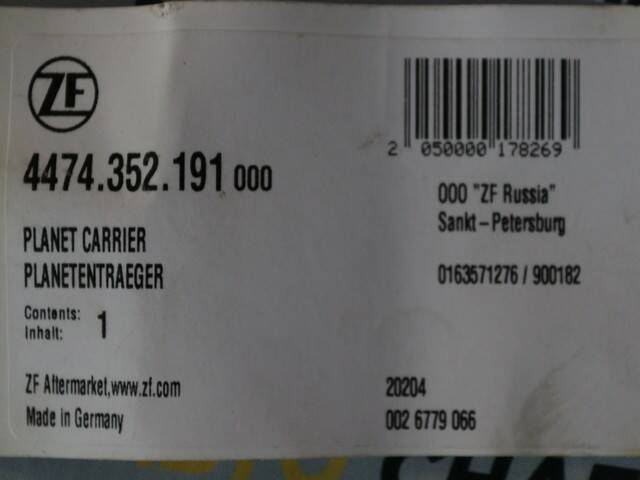 ZF
4474.352.191 000
PLANET CARRIER
PLANETENTRAEGER
Contents:
Inhalt: 1
ZF Aftermarket,www.zf.com
Made in Germany
2 050000 178269
OOO "ZF Russia"
Sankt-Petersburg
0163571276 / 900182
20204
002 6779 066